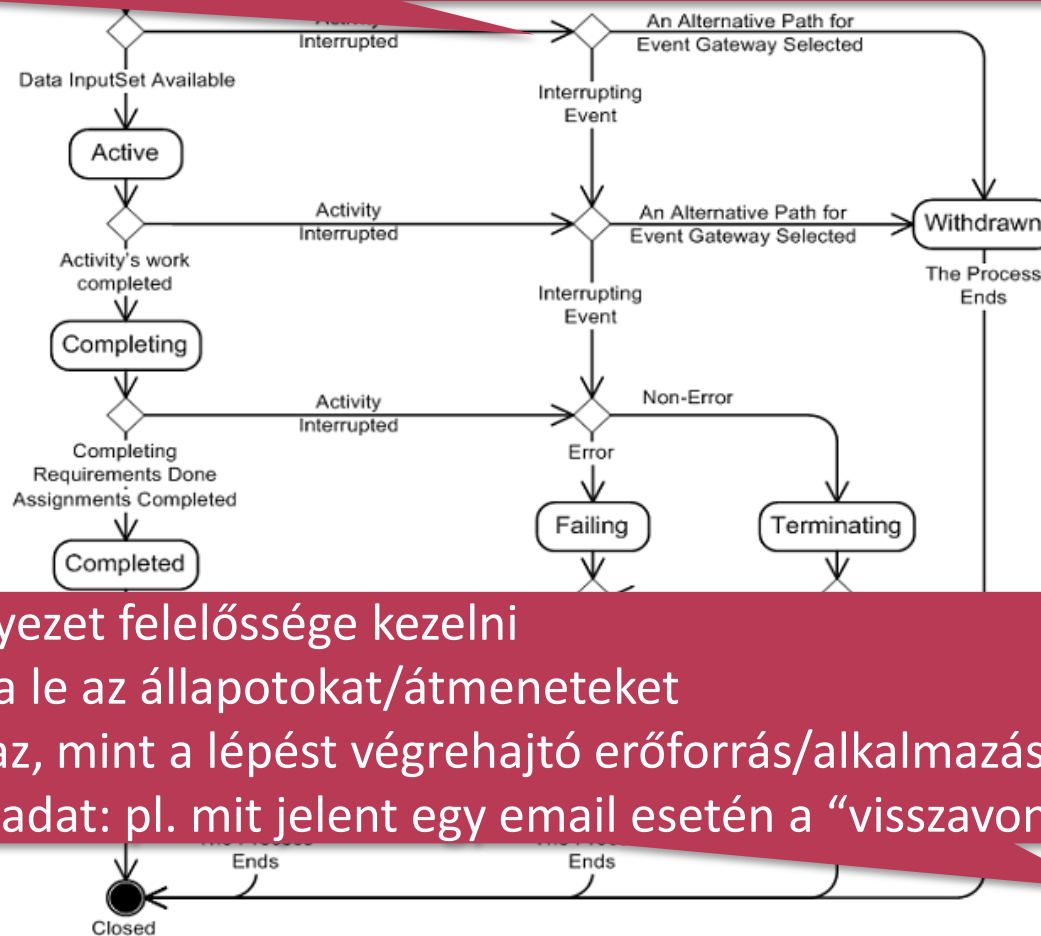 Interrupted
An Alternative Path for
Event Gateway Selected
Data InputSet Available
Interrupting
Event
Active
Activity
Interrupted
An Alternative Path for
Event Gateway Selected
Withdrawn
Activity's work
completed
The Process
Ends
Interrupting
Event
Completing
Activity
Interrupted
Non-Error
Completing
Requirements Done
Assignments Completed
Error
Failing
Terminating
Completed
yezet felelőssége kezelni
a le az állapotokat/átmeneteket
az, mint a lépést végrehajtó erőforrás/alkalmazás
adat: pl. mit jelent egy email esetén a “visszavon
Ends
Ends
Closed